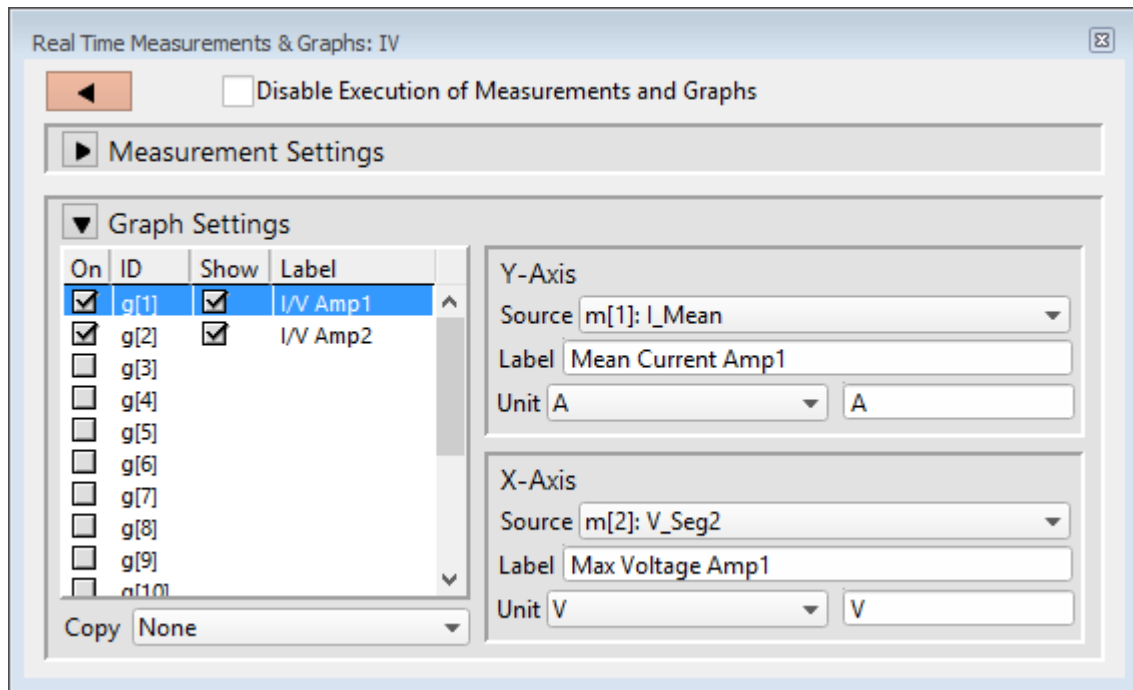 Real Time Measurements & Graphs: IV
Disable Execution of Measurements and Graphs
Measurement Settings
Graph Settings
On ID Show Label
g[1] I/V Amp1
g[2] I/V Amp2
g[3]
g[4]
g[5]
g[6]
g[7]
g[8]
g[9]
g[10]
Copy None
Y-Axis
Source m[1]: I_Mean
Label Mean Current Amp1
Unit A A
X-Axis
Source m[2]: V_Seg2
Label Max Voltage Amp1
Unit V V